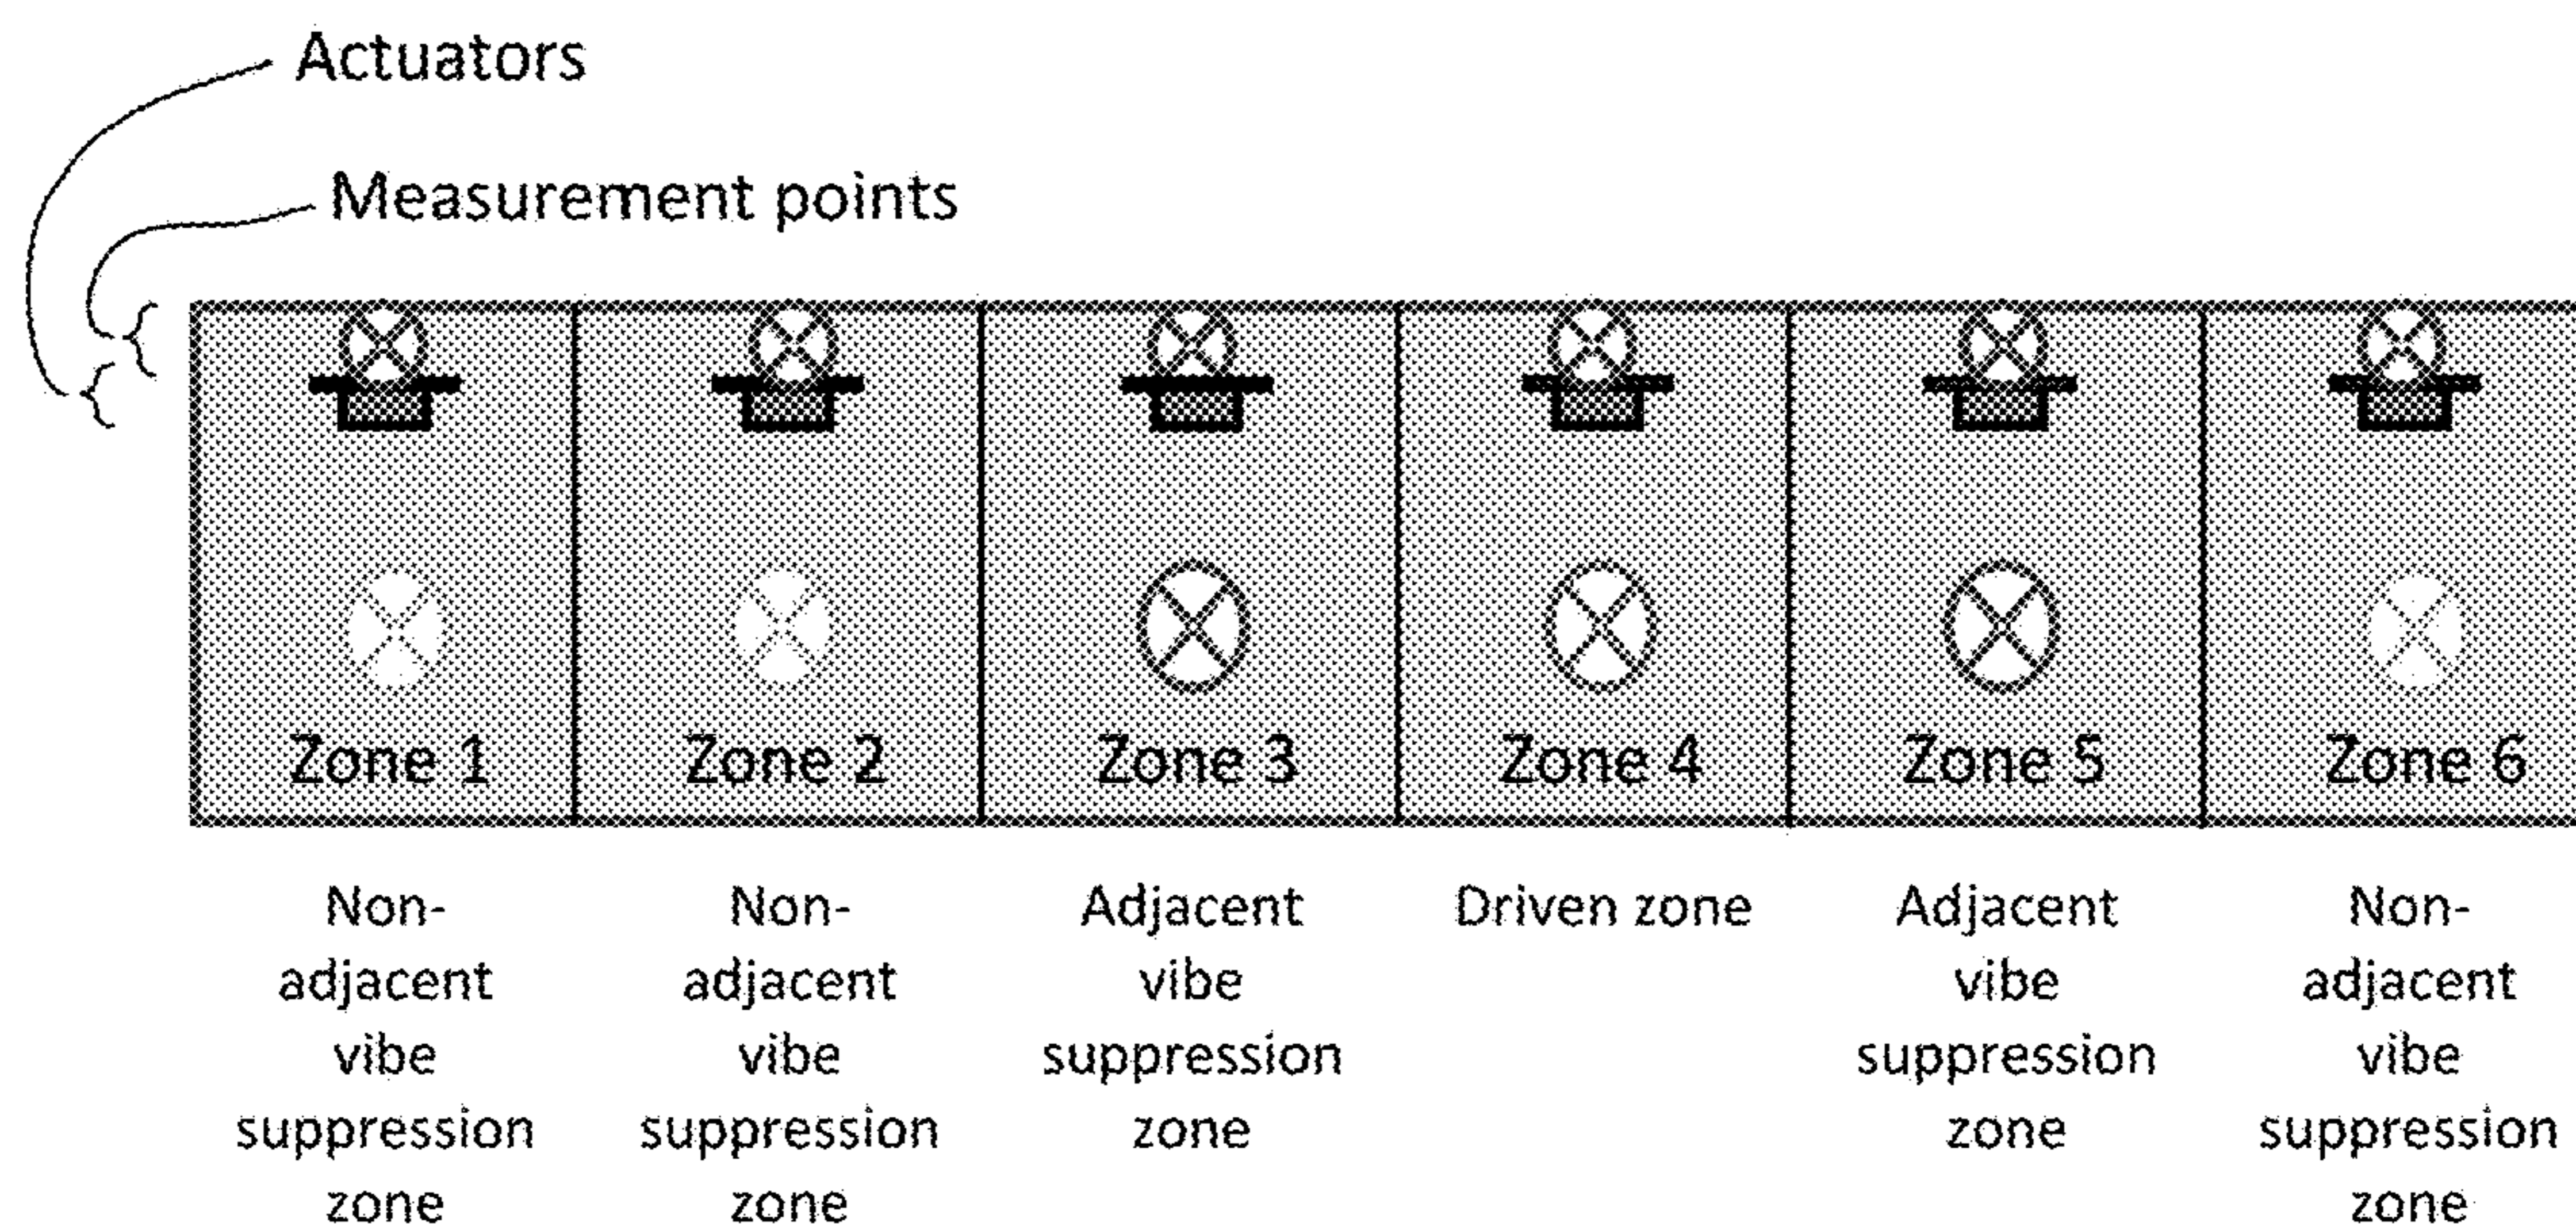 Actuators
Measurement points
Zone 1
Zone 2
Zone 3
Zone 4
Zone 5
Zone 6
Non-
adjacent
vibe
suppression
zone
Non-
adjacent
vibe
suppression
zone
Adjacent
vibe
suppression
zone
Driven zone
Adjacent
vibe
suppression
zone
Non-
adjacent
vibe
suppression
zone